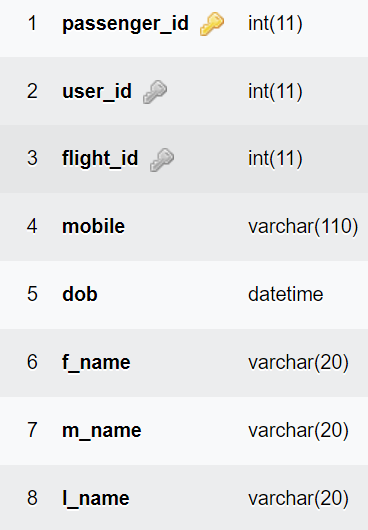 1 passenger_id int(11)
2 user_id int(11)
3 flight_id int(11)
4 mobile varchar(110)
5 dob datetime
6 f_name varchar(20)
7 m_name varchar(20)
8 l_name varchar(20)